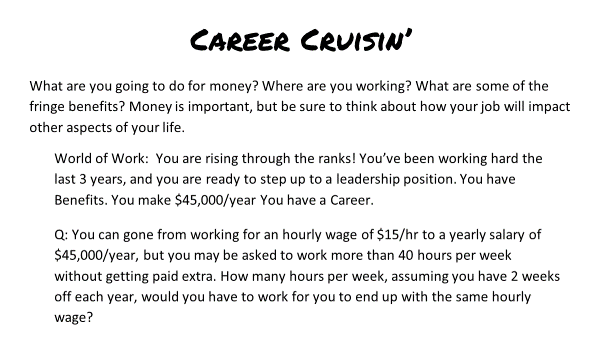 Career Cruisin'
What are you going to do for money? Where are you working? What are some of the
fringe benefits? Money is important, but be sure to think about how your job will impact
other aspects of your life.
World of Work:  You are rising through the ranks! You've been working hard the
last 3 years, and you are ready to step up to a leadership position. You have
Benefits. You make $45,000/year You have a Career.
Q: You can gone from working for an hourly wage of $15/hr to a yearly salary of
$45,000/year, but you may be asked to work more than 40 hours per week
without getting paid extra. How many hours per week, assuming you have 2 weeks
off each year, would you have to work for you to end up with the same hourly
wage?